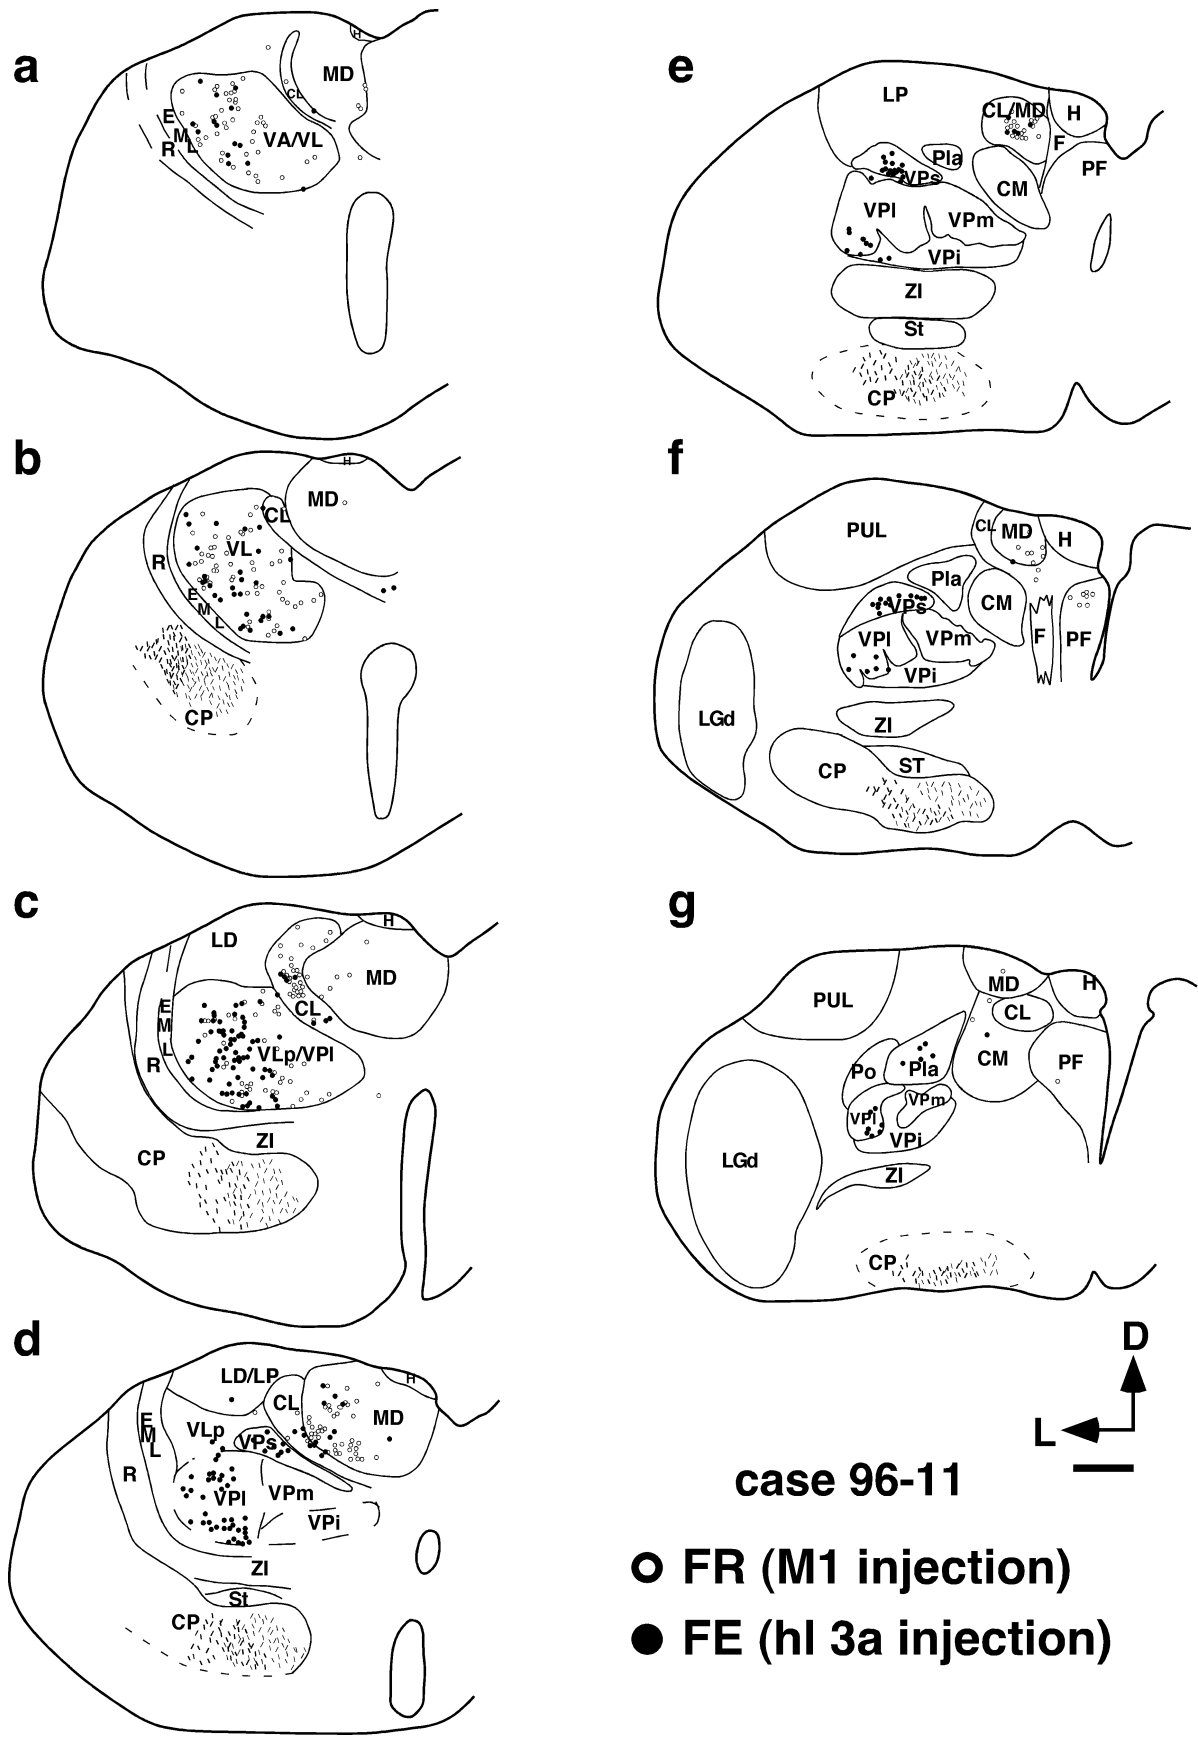 a
H
MD
CL
E
M
L
R
VA/VL
b
H
MD
CL
VL
R
E
M
L
CP
c
H
LD
MD
CL
E
M
L
R
VLp/VPl
ZI
CP
d
LD/LP
H
CL
MD
E
M
L
VLp
VPs
R
VPl
VPm
VPi
ZI
St
CP
e
LP
CL/MD
H
F
PF
Pla
VPs
CM
VPl
VPm
VPi
ZI
St
CP
f
PUL
CL
MD
H
Pla
VPs
CM
VPl
VPm
F
PF
VPi
LGd
ZI
CP
ST
g
MD
H
PUL
CL
Po
Pla
CM
PF
VPm
VPl
VPi
LGd
ZI
CP
D
L
case 96-11
FR (M1 injection)
FE (hl 3a injection)